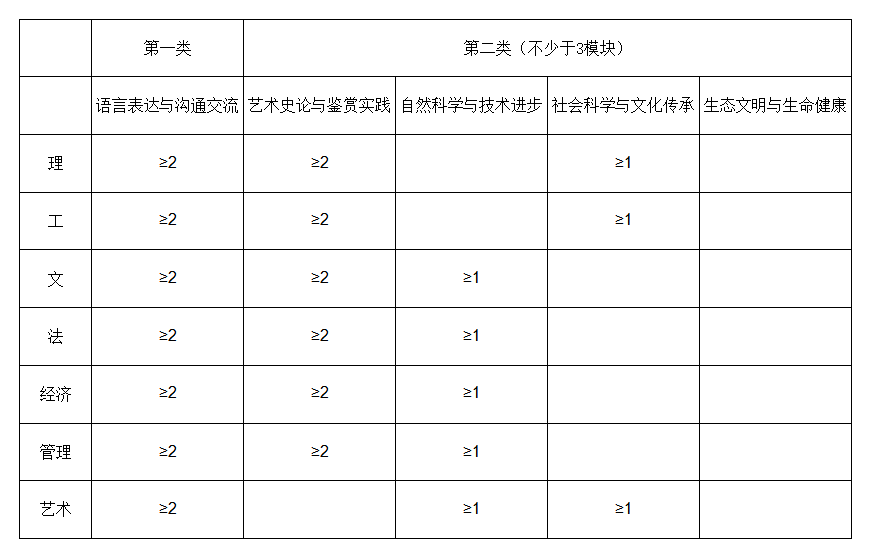 第一类 第二类（不少于3模块）
语言表达与沟通交流 艺术史论与鉴赏实践 自然科学与技术进步 社会科学与文化传承 生态文明与生命健康
理 ≥2 ≥2 ≥1
工 ≥2 ≥2 ≥1
文 ≥2 ≥2 ≥1
法 ≥2 ≥2 ≥1
经济 ≥2 ≥2 ≥1
管理 ≥2 ≥2 ≥1
艺术 ≥2 ≥1 ≥1